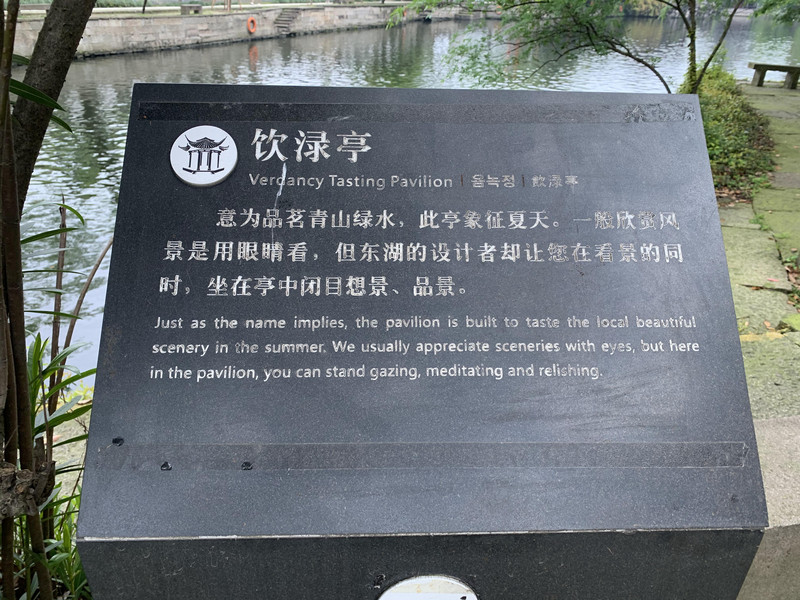 饮渌亭
Verdancy Tasting Pavilion | 음녹정 | 飲渌亭
意为品茗青山绿水，此亭象征夏天。一般欣赏风
景是用眼睛看，但东湖的设计者却让您在看景的同
时，坐在亭中闭目想景、品景。
Just as the name implies, the pavilion is built to taste the local beautiful
scenery in the summer. We usually appreciate sceneries with eyes, but here
in the pavilion, you can stand gazing, meditating and relishing.